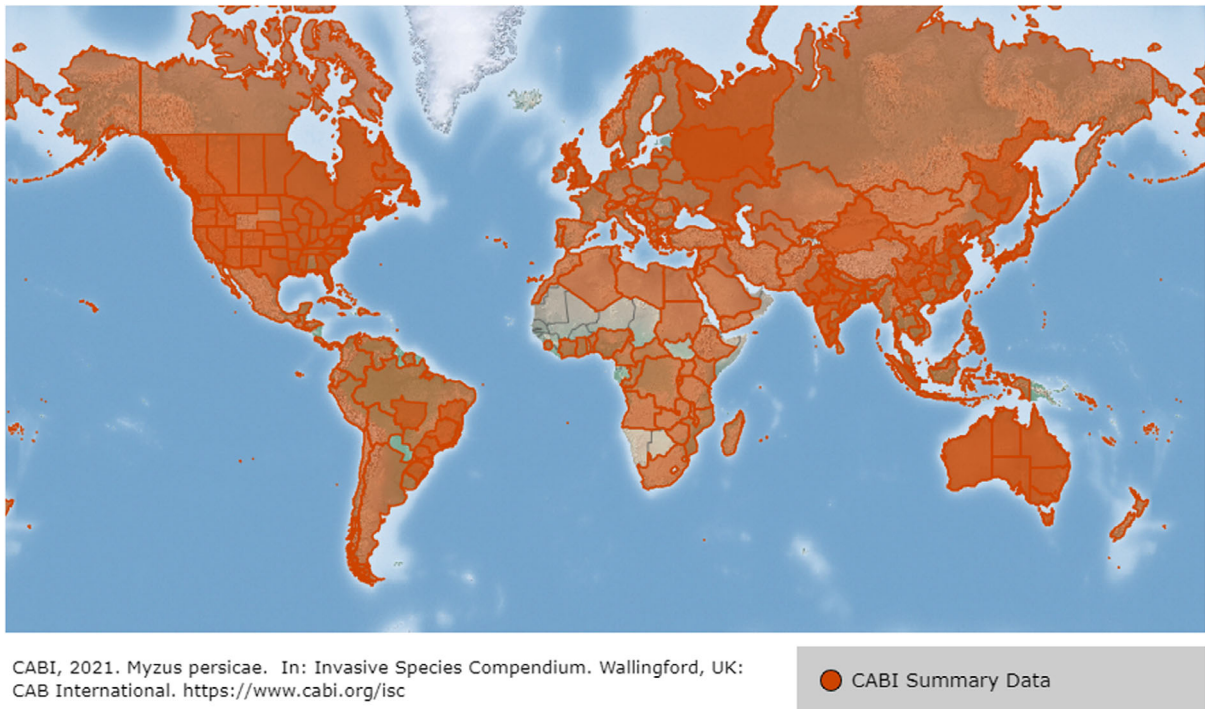 CABI, 2021. Myzus persicae.  In: Invasive Species Compendium. Wallingford, UK:
CAB International. https://www.cabi.org/isc
CABI Summary Data